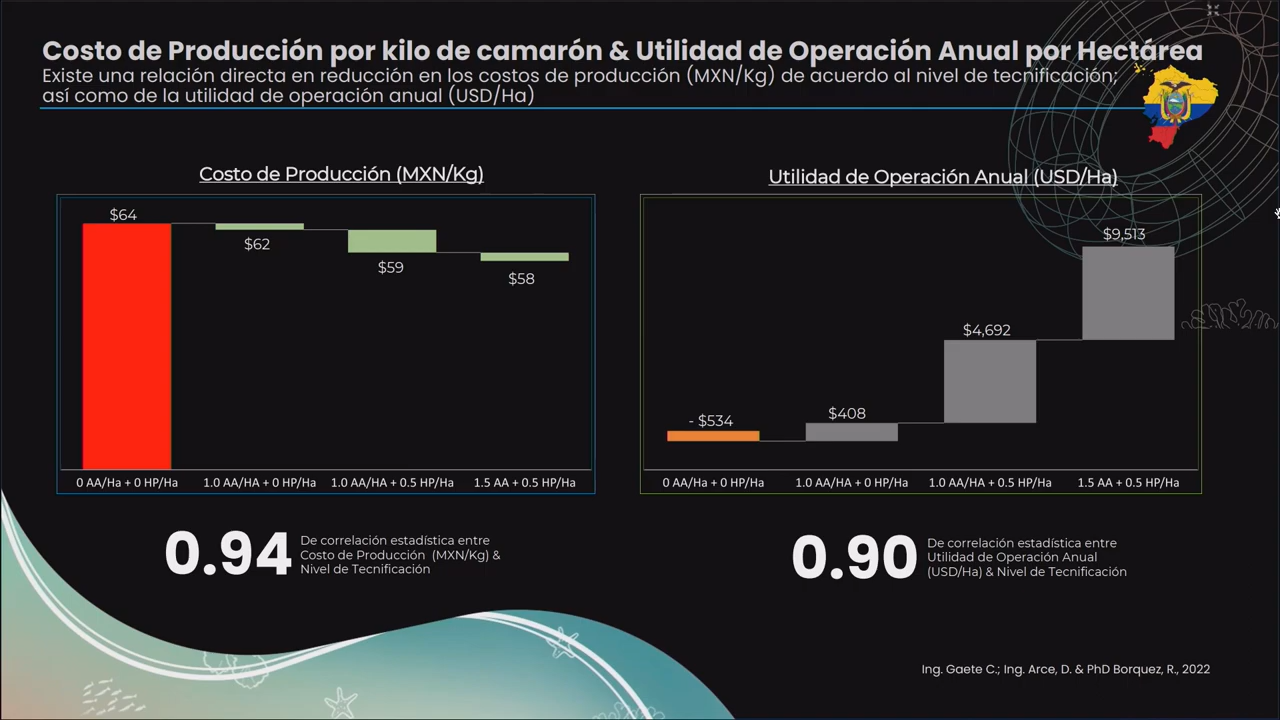 Costo de Producción por kilo de camarón & Utilidad de Operación Anual por Hectárea
Existe una relación directa en reducción en los costos de producción (MXN/Kg) de acuerdo al nivel de tecnificación;
así como de la utilidad de operación anual (USD/Ha)
Costo de Producción (MXN/Kg)
$64
$62
$59
$58
0 AA/Ha + 0 HP/Ha
1.0 AA/HA + 0 HP/Ha
1.0 AA/HA + 0.5 HP/Ha
1.5 AA + 0.5 HP/Ha
0.94
De correlación estadística entre
Costo de Producción (MXN/Kg) &
Nivel de Tecnificación
Utilidad de Operación Anual (USD/Ha)
- $534
$408
$4,692
$9,513
0 AA/Ha + 0 HP/Ha
1.0 AA/HA + 0 HP/Ha
1.0 AA/HA + 0.5 HP/Ha
1.5 AA + 0.5 HP/Ha
0.90
De correlación estadística entre
Utilidad de Operación Anual
(USD/Ha) & Nivel de Tecnificación
Ing. Gaete C.; Ing. Arce, D. & PhD Borquez, R., 2022